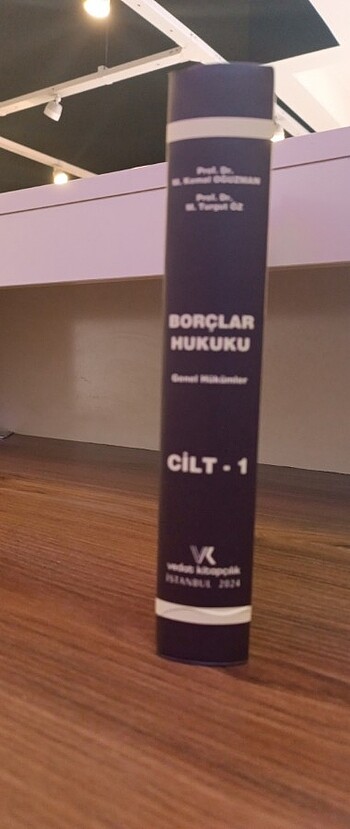 Prof. Dr.
M. Kemal OĞUZMAN
Prof. Dr.
M. Turgut ÖZ
BORÇLAR
HUKUKU
Genel Hükümler
CİLT - 1
VK
vedat kitapçılık
İSTANBUL 2024